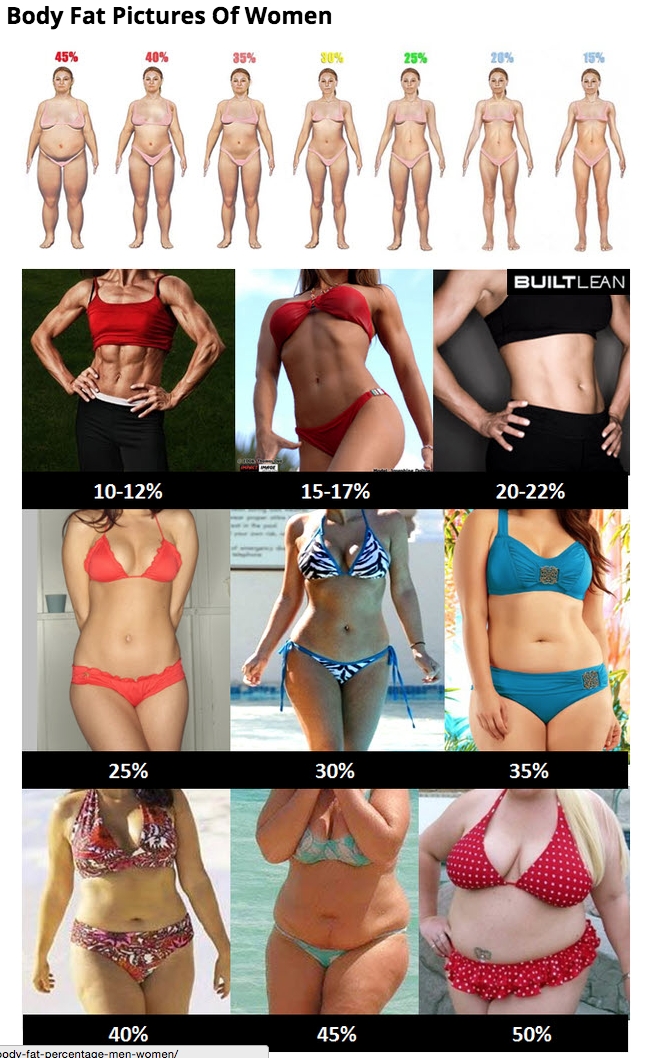 Body Fat Pictures Of Women
45% 40% 35% 30% 25% 20% 15%
BUILTLEAN
10-12% 15-17% 20-22%
25% 30% 35%
40% 45% 50%
body-fat-percentage-men-women/